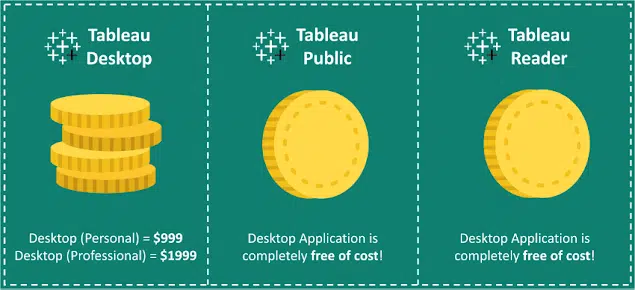 Tableau
Desktop
Desktop (Personal) = $999
Desktop (Professional) = $1999
Tableau
Public
Desktop Application is
completely free of cost!
Tableau
Reader
Desktop Application is
completely free of cost!